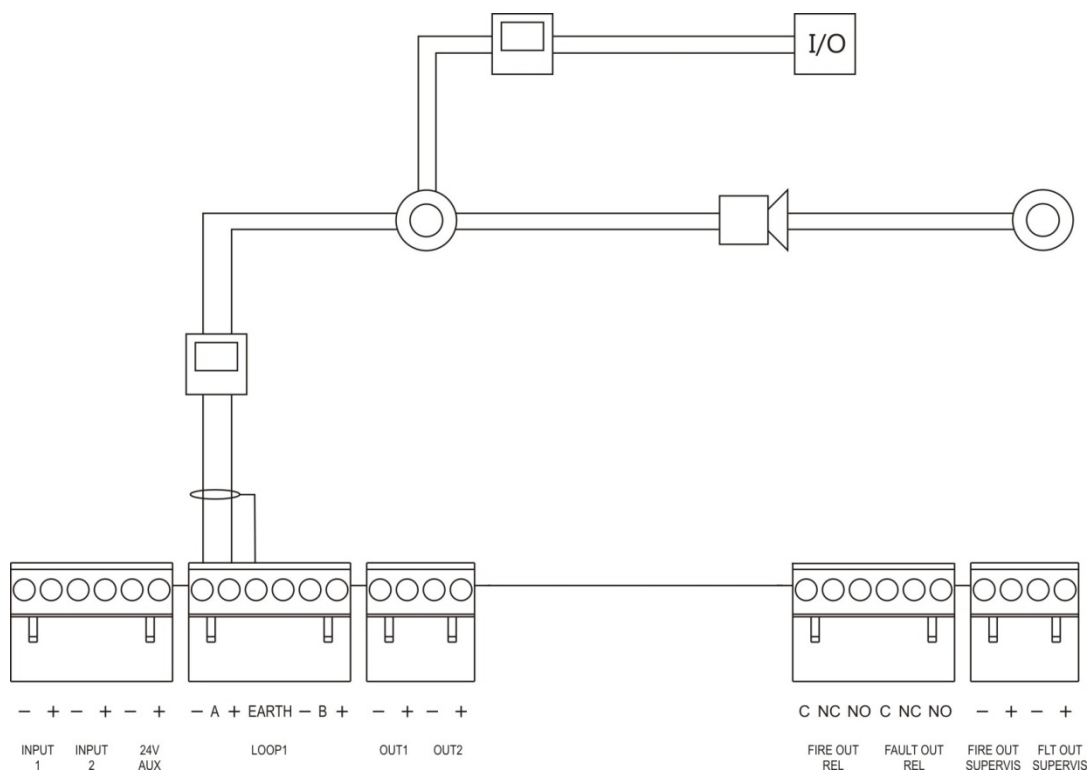 I/O
− + − + − +
− A + EARTH − B +
− + − +
C NC NO C NC NO
− + − +
INPUT
1
INPUT
2
24V
AUX
LOOP1
OUT1
OUT2
FIRE OUT
REL
FAULT OUT
REL
FIRE OUT
SUPERVIS
FLT OUT
SUPERVIS